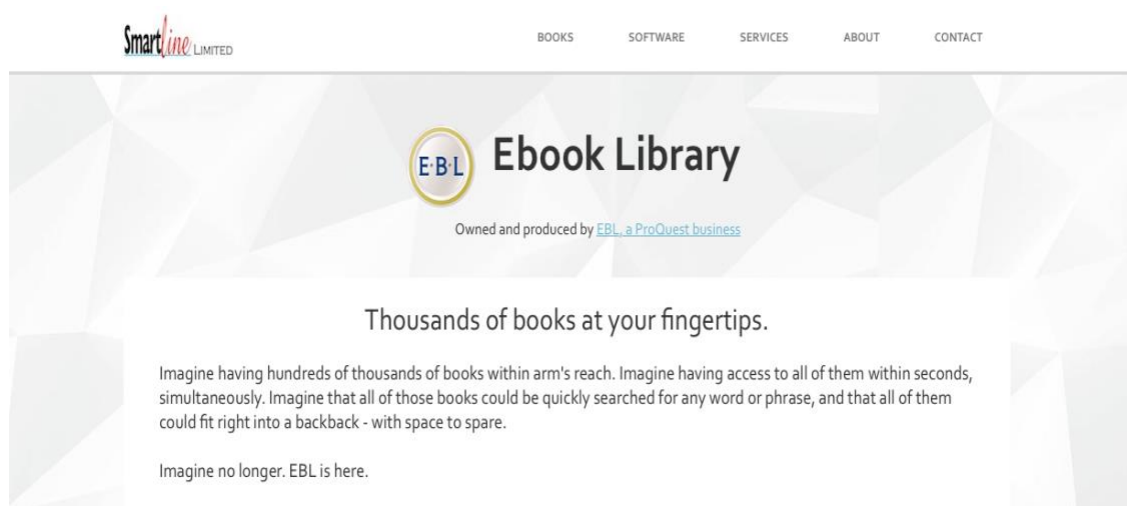 Smartline LIMITED
BOOKS SOFTWARE SERVICES ABOUT CONTACT
E·B·L
Ebook Library
Owned and produced by EBL, a ProQuest business
Thousands of books at your fingertips.
Imagine having hundreds of thousands of books within arm's reach. Imagine having access to all of them within seconds,
simultaneously. Imagine that all of those books could be quickly searched for any word or phrase, and that all of them
could fit right into a backback - with space to spare.
Imagine no longer. EBL is here.